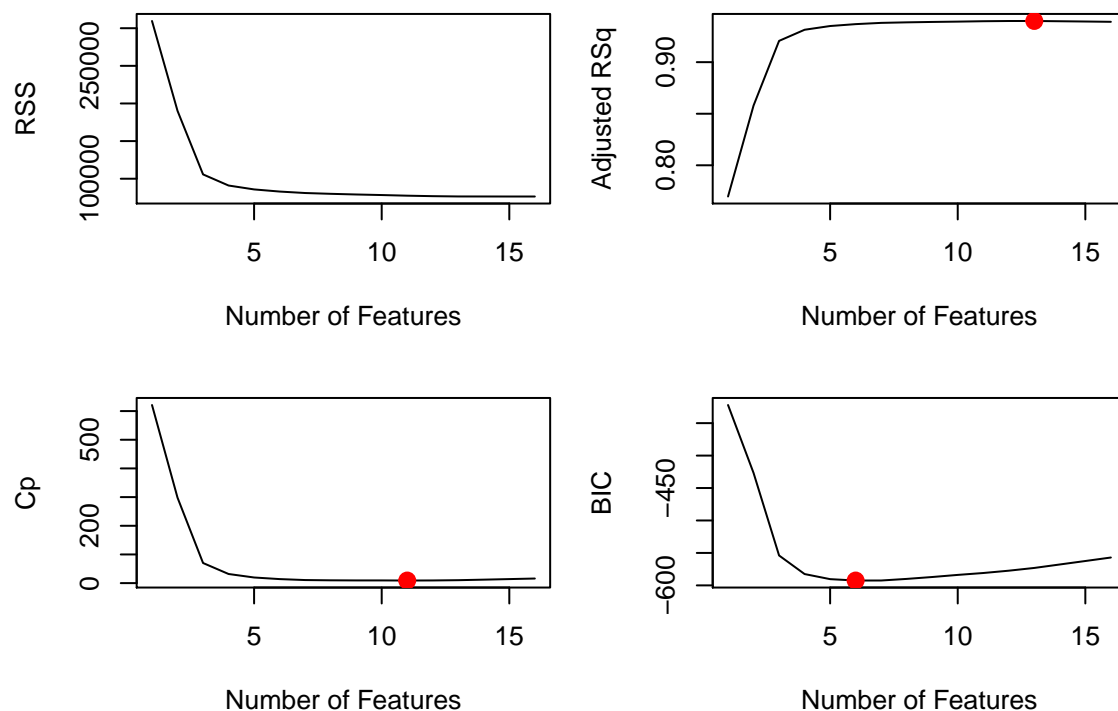 RSS
100000 2500000
5 10 15
Number of Features
Adjusted RSq
0.80 0.90
5 10 15
Number of Features
Cp
0 200 500
5 10 15
Number of Features
BIC
−600 −450
5 10 15
Number of Features